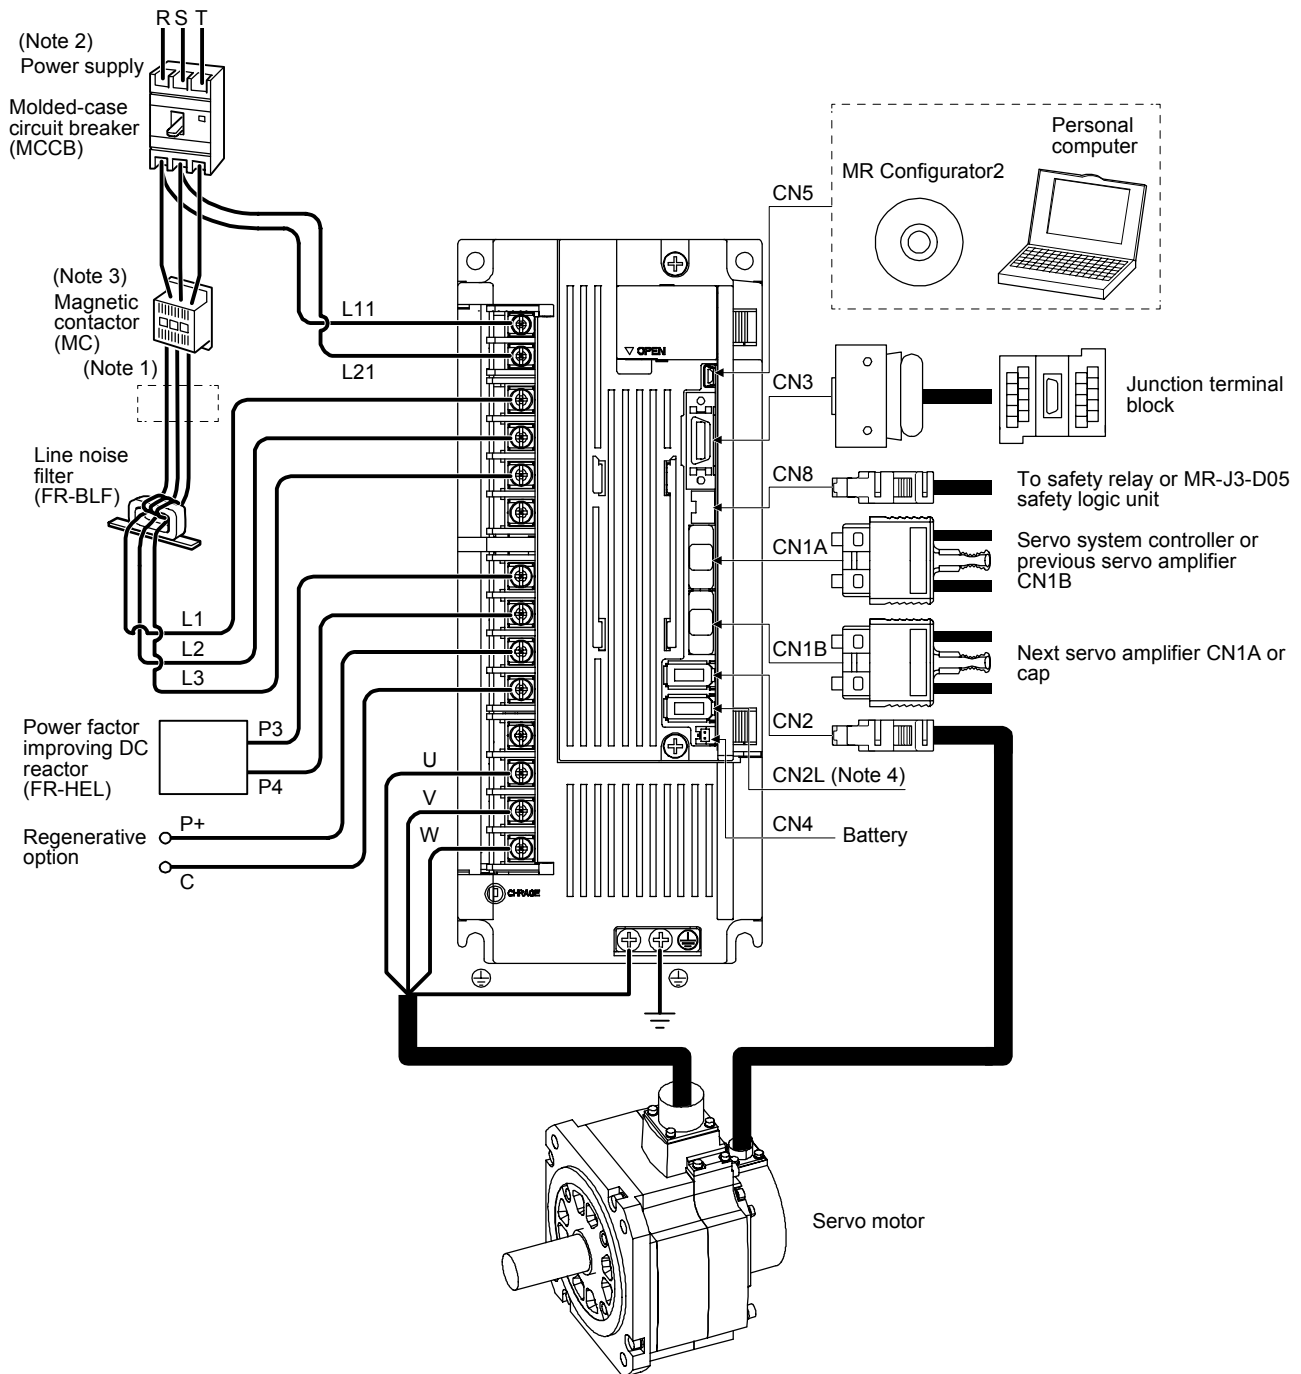 R S T
(Note 2)
Power supply
Molded-case
circuit breaker
(MCCB)
(Note 3)
Magnetic
contactor
(MC)
(Note 1)
Line noise
filter
(FR-BLF)
L11
L21
L1
L2
L3
Power factor
improving DC
reactor
(FR-HEL)
P3
P4
Regenerative
option
P+
C
U
V
W
▽ OPEN
CHRAGE
CN5
MR Configurator2
Personal
computer
CN3
Junction terminal
block
CN8
To safety relay or MR-J3-D05
safety logic unit
CN1A
Servo system controller or
previous servo amplifier
CN1B
CN1B
Next servo amplifier CN1A or
cap
CN2
CN2L (Note 4)
CN4
Battery
Servo motor